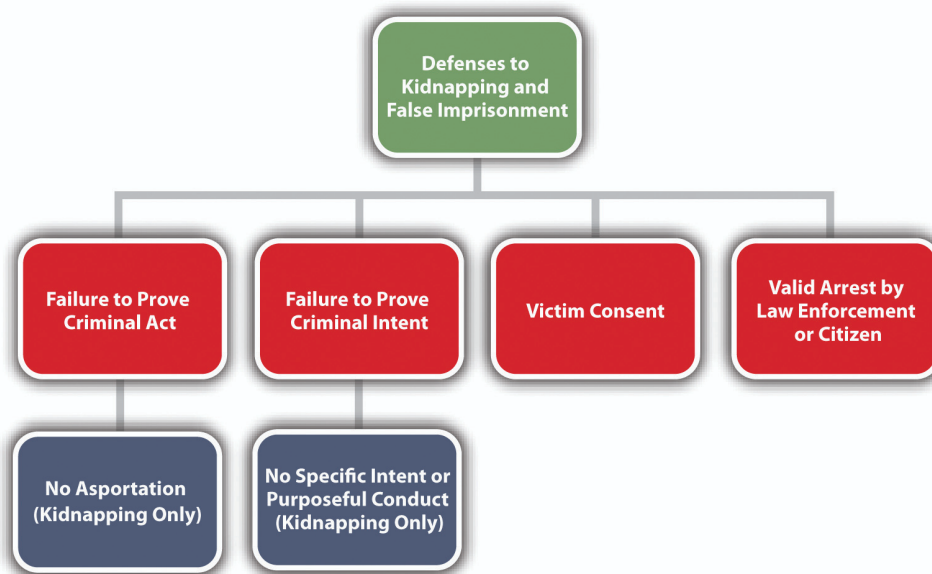 Defenses to
Kidnapping and
False Imprisonment
Failure to Prove
Criminal Act
Failure to Prove
Criminal Intent
Victim Consent
Valid Arrest by
Law Enforcement
or Citizen
No Asportation
(Kidnapping Only)
No Specific Intent or
Purposeful Conduct
(Kidnapping Only)